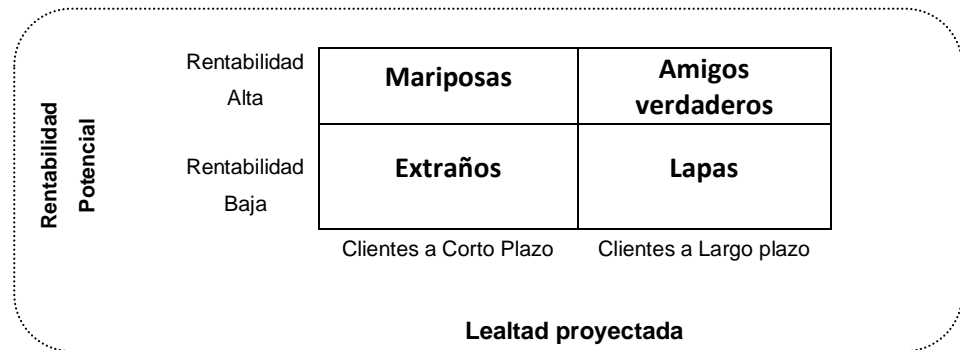 Rentabilidad
Alta
Mariposas
Amigos
verdaderos
Rentabilidad
Potencial
Rentabilidad
Baja
Extraños
Lapas
Clientes a Corto Plazo
Clientes a Largo plazo
Lealtad proyectada